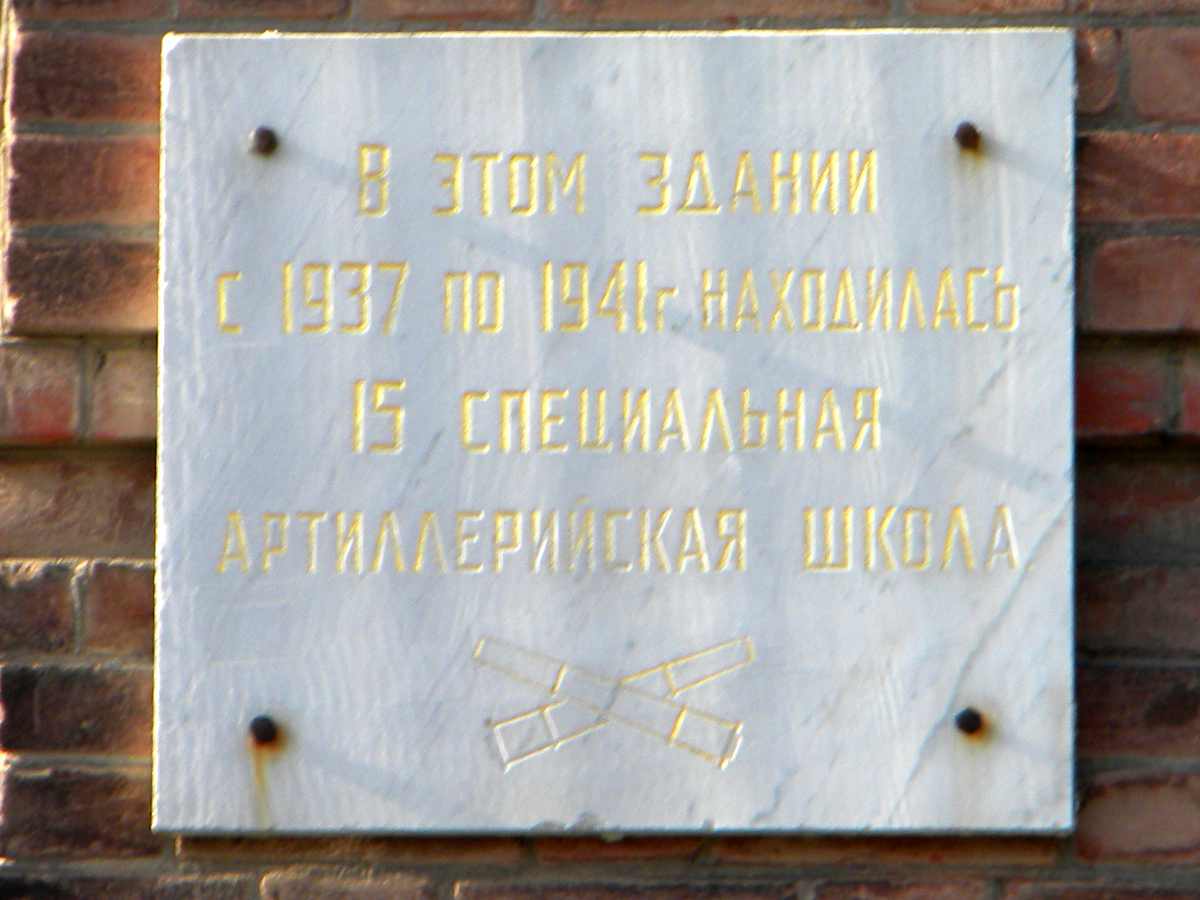 В ЭТОМ ЗДАНИИ
С 1937 ПО 1941г НАХОДИЛАСЬ
15 СПЕЦИАЛЬНАЯ
АРТИЛЛЕРИЙСКАЯ ШКОЛА